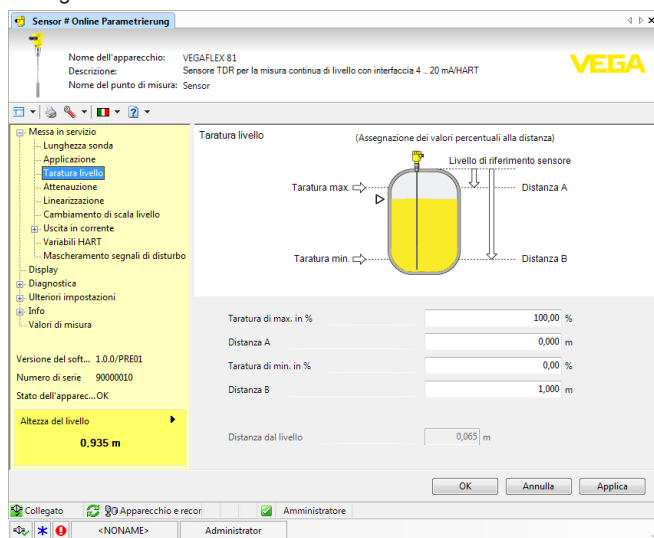 Sensor # Online Parametrierung
Nome dell'apparecchio: VEGAFLEX 81
Descrizione: Sensore TDR per la misura continua di livello con interfaccia 4 .. 20 mA/HART
Nome del punto di misura: Sensor
VEGA
Messa in servizio
Lunghezza sonda
Applicazione
Taratura livello
Attenuazione
Linearizzazione
Cambiamento di scala livello
Uscita in corrente
Variabili HART
Mascheramento segnali di disturbo
Display
Diagnostica
Ulteriori impostazioni
Info
Valori di misura
Versione del soft... 1.0.0/PRE01
Numero di serie 90000010
Stato dell'apparec... OK
Altezza del livello
0,935 m
Taratura livello
(Assegnazione dei valori percentuali alla distanza)
Livello di riferimento sensore
Taratura max.
Distanza A
Taratura min.
Distanza B
Taratura di max. in % 100,00 %
Distanza A 0,000 m
Taratura di min. in % 0,00 %
Distanza B 1,000 m
Distanza dal livello 0,065 m
OK Annulla Applica
Collegato Apparecchio e recor Amministratore
<NONAME> Administrator